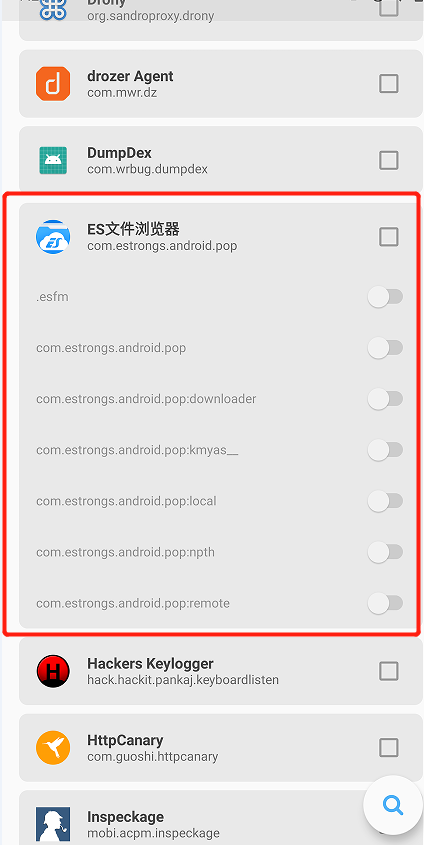 Drony
org.sandroproxy.drony
drozer Agent
com.mwr.dz
DumpDex
com.wrbug.dumpdex
ES文件浏览器
com.estrongs.android.pop
.esfm
com.estrongs.android.pop
com.estrongs.android.pop:downloader
com.estrongs.android.pop:kmyas__
com.estrongs.android.pop:local
com.estrongs.android.pop:npth
com.estrongs.android.pop:remote
Hackers Keylogger
hack.hackit.pankaj.keyboardlisten
HttpCanary
com.guoshi.httpcanary
Inspeckage
mobi.acpm.inspeckage